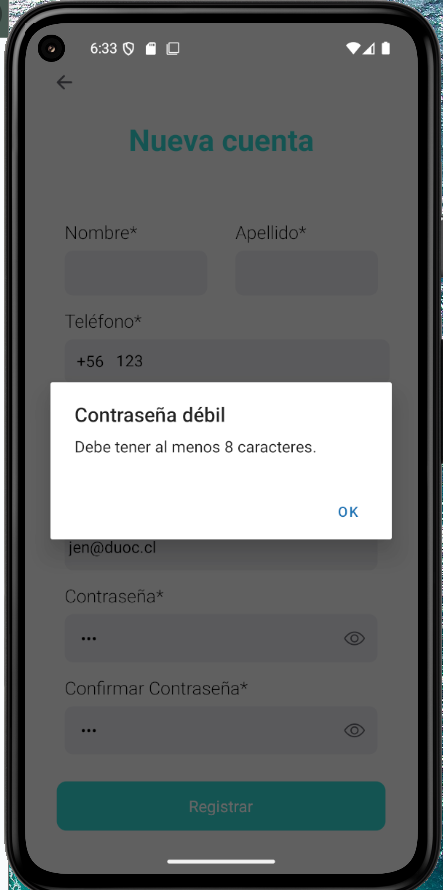 6:33
Nueva cuenta
Nombre* Apellido*
Teléfono*
+56 123
Contraseña débil
Debe tener al menos 8 caracteres.
OK
jen@duoc.cl
Contraseña*
•••
Confirmar Contraseña*
•••
Registrar